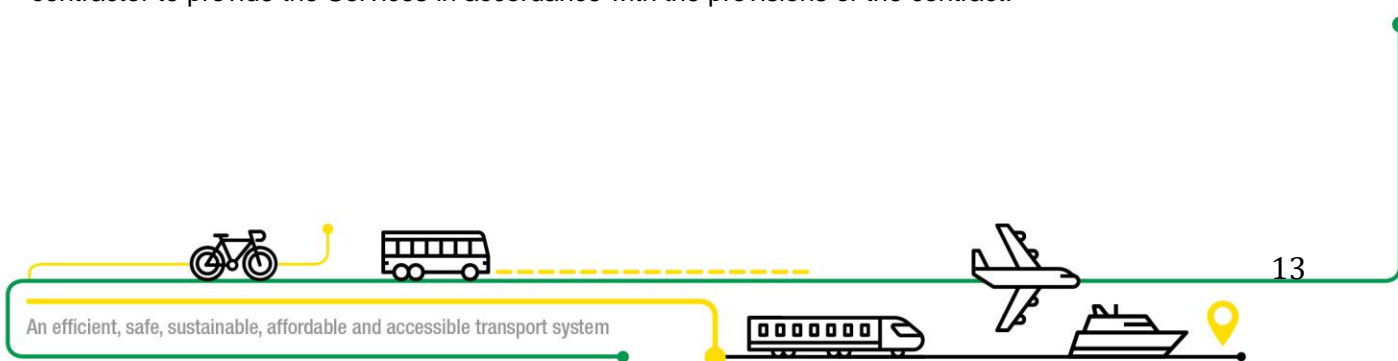 contractor to provide the Services in accordance with the provisions of the contract.
13
An efficient, safe, sustainable, affordable and accessible transport system